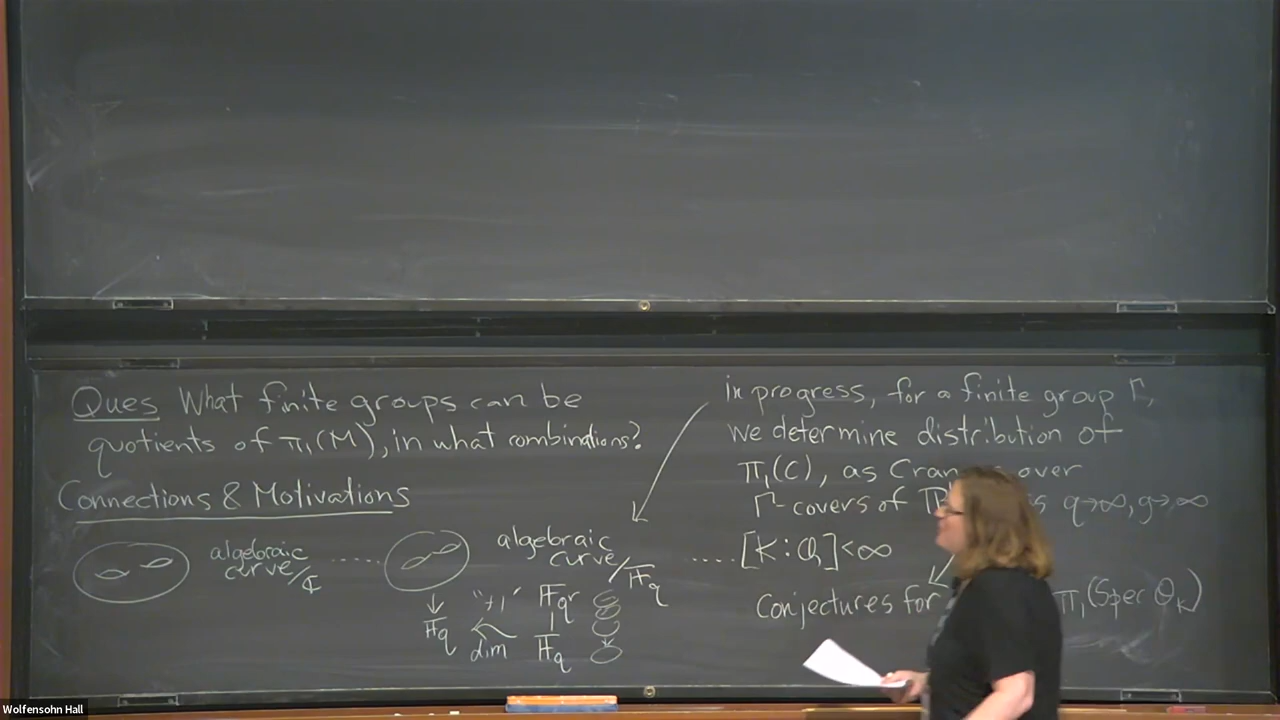 Ques What finite groups can be
quotients of π₁(M), in what combinations?
Connections & Motivations
algebraic
curve/ℂ
algebraic
curve/𝔽q
↓
𝔽q
"+1"
dim
𝔽qʳ
|
𝔽q
in progress, for a finite group Γ,
we determine distribution of
π₁(C), as C ranges over
Γ-covers of q→∞, g→∞
[K:ℚ]<∞
Conjectures for π₁(Spec 𝒪K)
Wolfensohn Hall